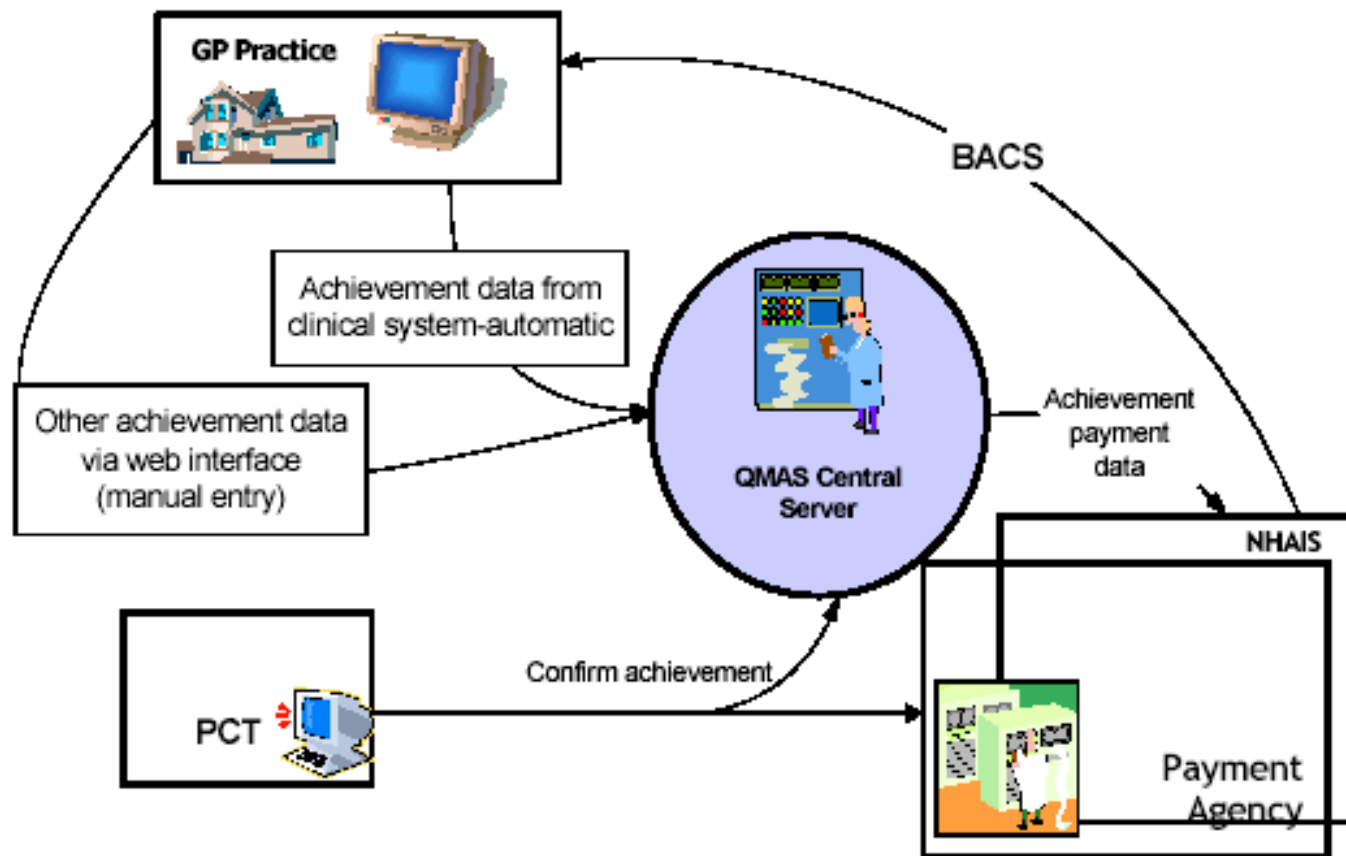 GP Practice
BACS
Achievement data from
clinical system-automatic
Other achievement data
via web interface
(manual entry)
QMAS Central
Server
Achievement
payment
data
NHAIS
Confirm achievement
PCT
Payment
Agency